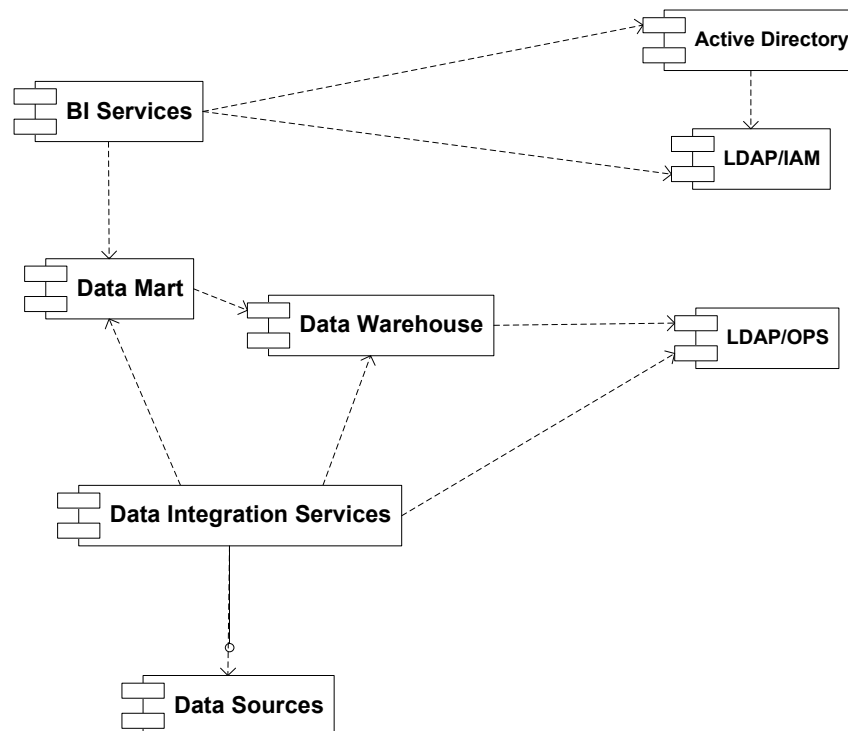 Active Directory
BI Services
LDAP/IAM
Data Mart
Data Warehouse
LDAP/OPS
Data Integration Services
Data Sources